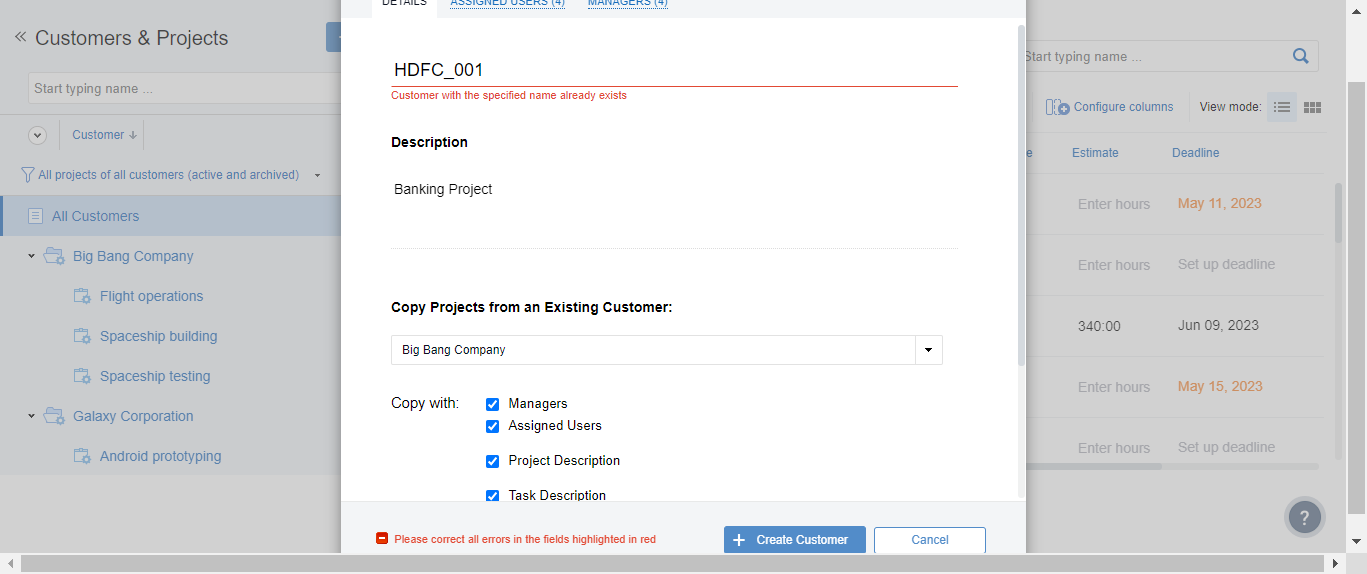 DETAILS
ASSIGNED USERS (4)
MANAGERS (4)
Customers & Projects
Start typing name ...
Customer
All projects of all customers (active and archived)
All Customers
Big Bang Company
Flight operations
Spaceship building
Spaceship testing
Galaxy Corporation
Android prototyping
HDFC_001
Customer with the specified name already exists
Description
Banking Project
Copy Projects from an Existing Customer:
Big Bang Company
Copy with:
Managers
Assigned Users
Project Description
Task Description
Please correct all errors in the fields highlighted in red
+ Create Customer
Cancel
Start typing name ...
Configure columns
View mode:
Estimate
Deadline
Enter hours
May 11, 2023
Enter hours
Set up deadline
340:00
Jun 09, 2023
Enter hours
May 15, 2023
Enter hours
Set up deadline
?